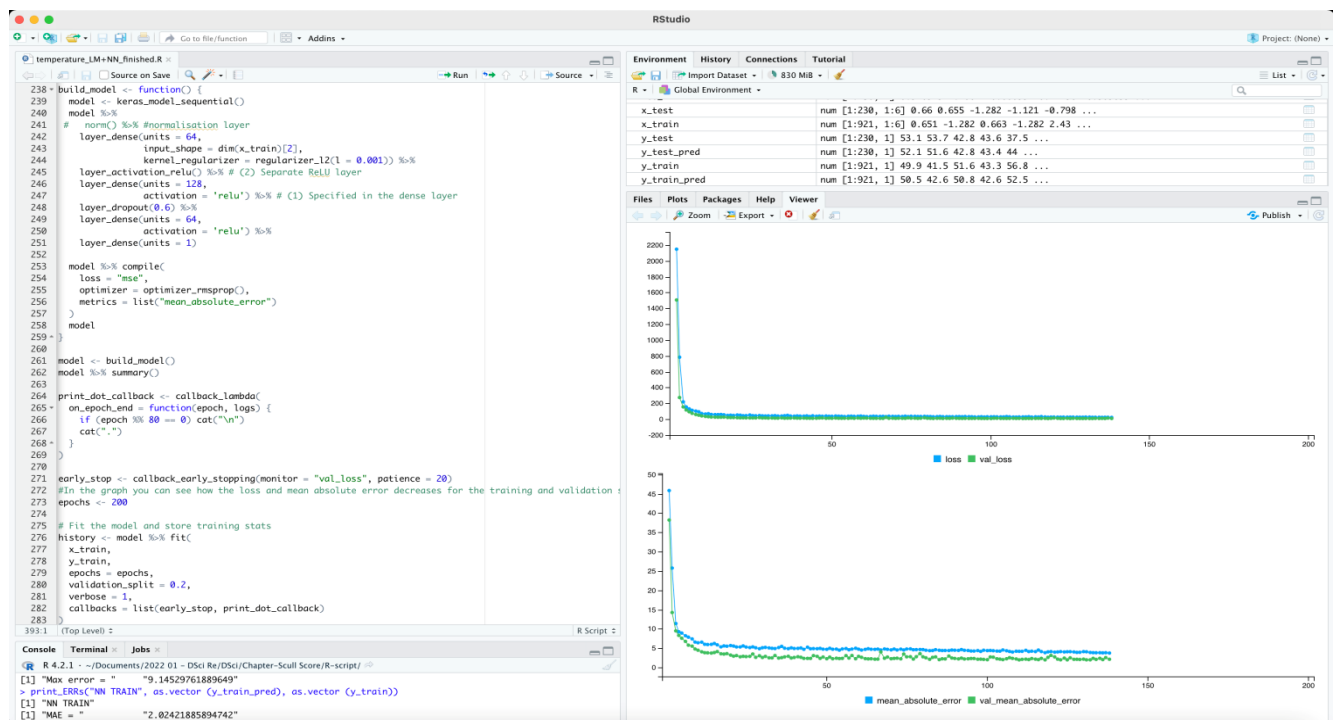 RStudio
Go to file/function
Addins
Project: (None)
temperature_LM+NN_finished.R
Source on Save
Run
Source
238 build_model <- function() {
239 model <- keras_model_sequential()
240 model %>%
241 # norm() %>% #normalisation layer
242 layer_dense(units = 64,
243 input_shape = dim(x_train)[2],
244 kernel_regularizer = regularizer_l2(l = 0.001)) %>%
245 layer_activation_relu() %>% # (2) Separate ReLU layer
246 layer_dense(units = 128,
247 activation = 'relu') %>% # (1) Specified in the dense layer
248 layer_dropout(0.6) %>%
249 layer_dense(units = 64,
250 activation = 'relu') %>%
251 layer_dense(units = 1)
252
253 model %>% compile(
254 loss = "mse",
255 optimizer = optimizer_rmsprop(),
256 metrics = list("mean_absolute_error")
257 )
258 model
259 }
260
261 model <- build_model()
262 model %>% summary()
263
264 print_dot_callback <- callback_lambda(
265 on_epoch_end = function(epoch, logs) {
266 if (epoch %% 80 == 0) cat("\n")
267 cat(".")
268 }
269 )
270
271 early_stop <- callback_early_stopping(monitor = "val_loss", patience = 20)
272 #In the graph you can see how the loss and mean absolute error decreases for the training and validation s
273 epochs <- 200
274
275 # Fit the model and store training stats
276 history <- model %>% fit(
277 x_train,
278 y_train,
279 epochs = epochs,
280 validation_split = 0.2,
281 verbose = 1,
282 callbacks = list(early_stop, print_dot_callback)
283 )
393:1 (Top Level) R Script
Console Terminal Jobs
R 4.2.1 · ~/Documents/2022 01 - DSci Re/DSci/Chapter-Scull Score/R-script/
[1] "Max error = " "9.14529761889649"
> print_ERRs("NN TRAIN", as.vector (y_train_pred), as.vector (y_train))
[1] "NN TRAIN"
[1] "MAE = " "2.02421885894742"
Environment History Connections Tutorial
Import Dataset 830 MiB List
R Global Environment
x_test num [1:230, 1:6] 0.66 0.655 -1.282 -1.121 -0.798 ...
x_train num [1:921, 1:6] 0.651 -1.282 0.663 -1.282 2.43 ...
y_test num [1:230, 1] 53.1 53.7 42.8 43.6 37.5 ...
y_test_pred num [1:230, 1] 52.1 51.6 42.8 43.4 44 ...
y_train num [1:921, 1] 49.9 41.5 51.6 43.3 56.8 ...
y_train_pred num [1:921, 1] 50.5 42.6 50.8 42.6 52.5 ...
Files Plots Packages Help Viewer
Zoom Export Publish
2200
2000
1800
1600
1400
1200
1000
800
600
400
200
0
-200
50 100 150 200
loss val_loss
50
45
40
35
30
25
20
15
10
5
0
50 100 150 200
mean_absolute_error val_mean_absolute_error